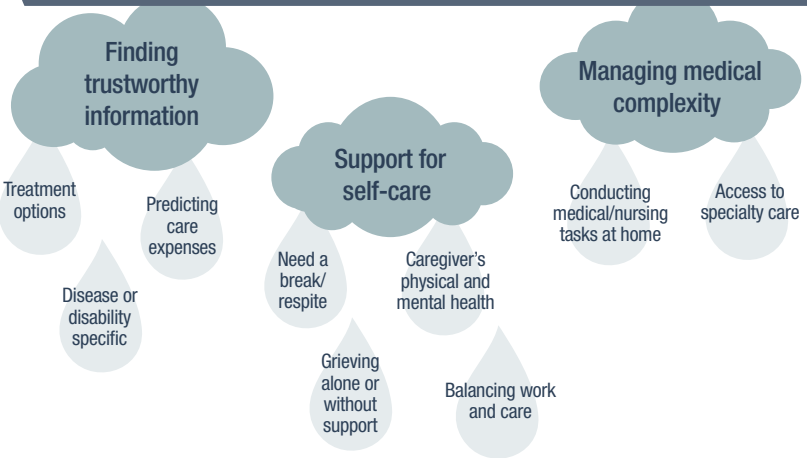 Finding
trustworthy
information
Treatment
options
Predicting
care
expenses
Disease or
disability
specific
Support for
self-care
Need a
break/
respite
Caregiver's
physical and
mental health
Grieving
alone or
without
support
Balancing work
and care
Managing medical
complexity
Conducting
medical/nursing
tasks at home
Access to
specialty care